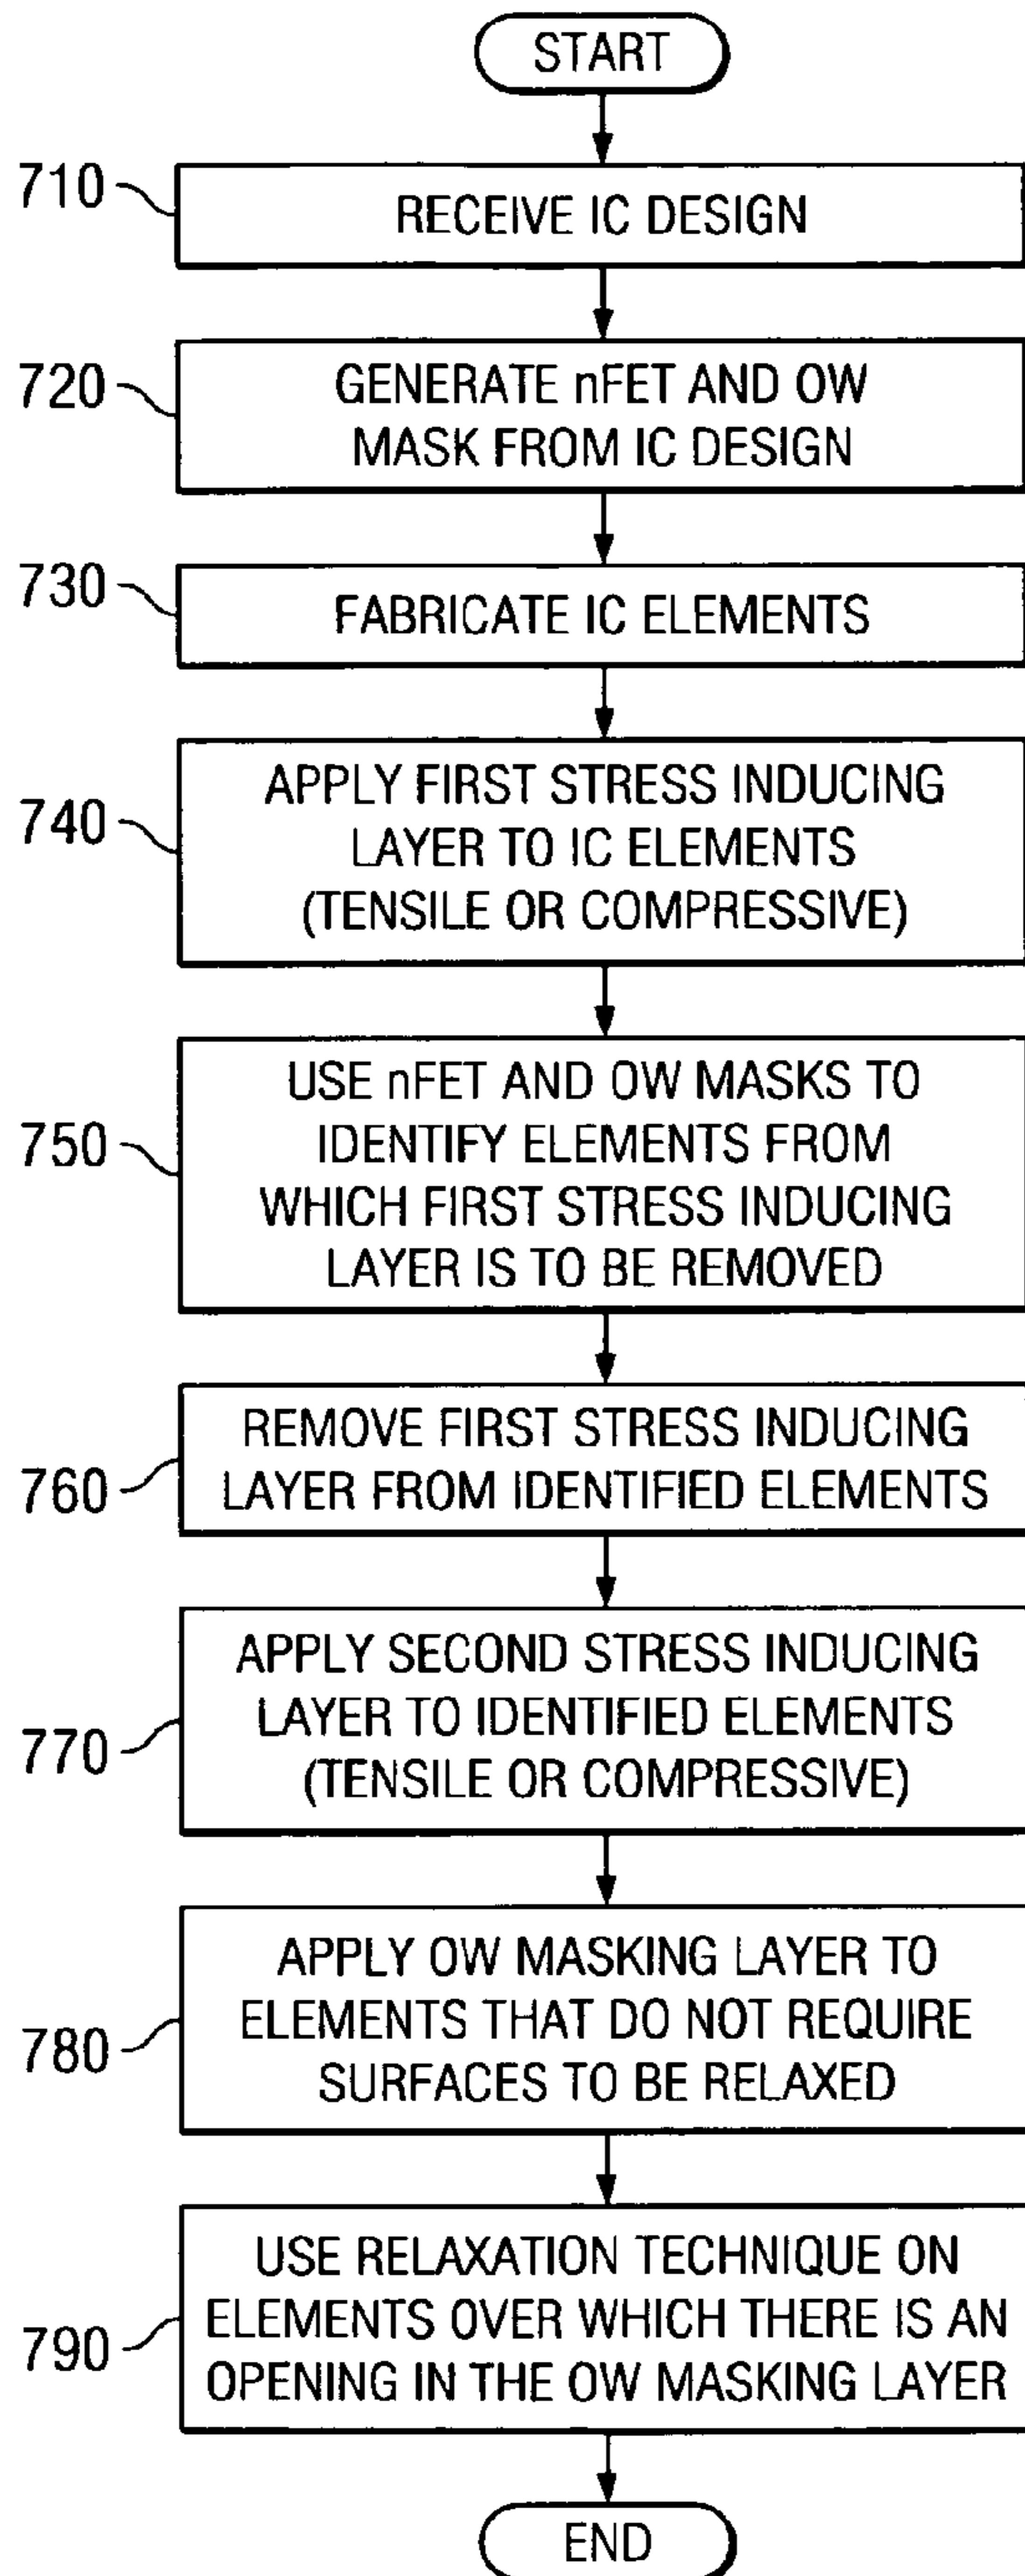 START
710
RECEIVE IC DESIGN
720
GENERATE nFET AND OW
MASK FROM IC DESIGN
730
FABRICATE IC ELEMENTS
740
APPLY FIRST STRESS INDUCING
LAYER TO IC ELEMENTS
(TENSILE OR COMPRESSIVE)
750
USE nFET AND OW MASKS TO
IDENTIFY ELEMENTS FROM
WHICH FIRST STRESS INDUCING
LAYER IS TO BE REMOVED
760
REMOVE FIRST STRESS INDUCING
LAYER FROM IDENTIFIED ELEMENTS
770
APPLY SECOND STRESS INDUCING
LAYER TO IDENTIFIED ELEMENTS
(TENSILE OR COMPRESSIVE)
780
APPLY OW MASKING LAYER TO
ELEMENTS THAT DO NOT REQUIRE
SURFACES TO BE RELAXED
790
USE RELAXATION TECHNIQUE ON
ELEMENTS OVER WHICH THERE IS AN
OPENING IN THE OW MASKING LAYER
END